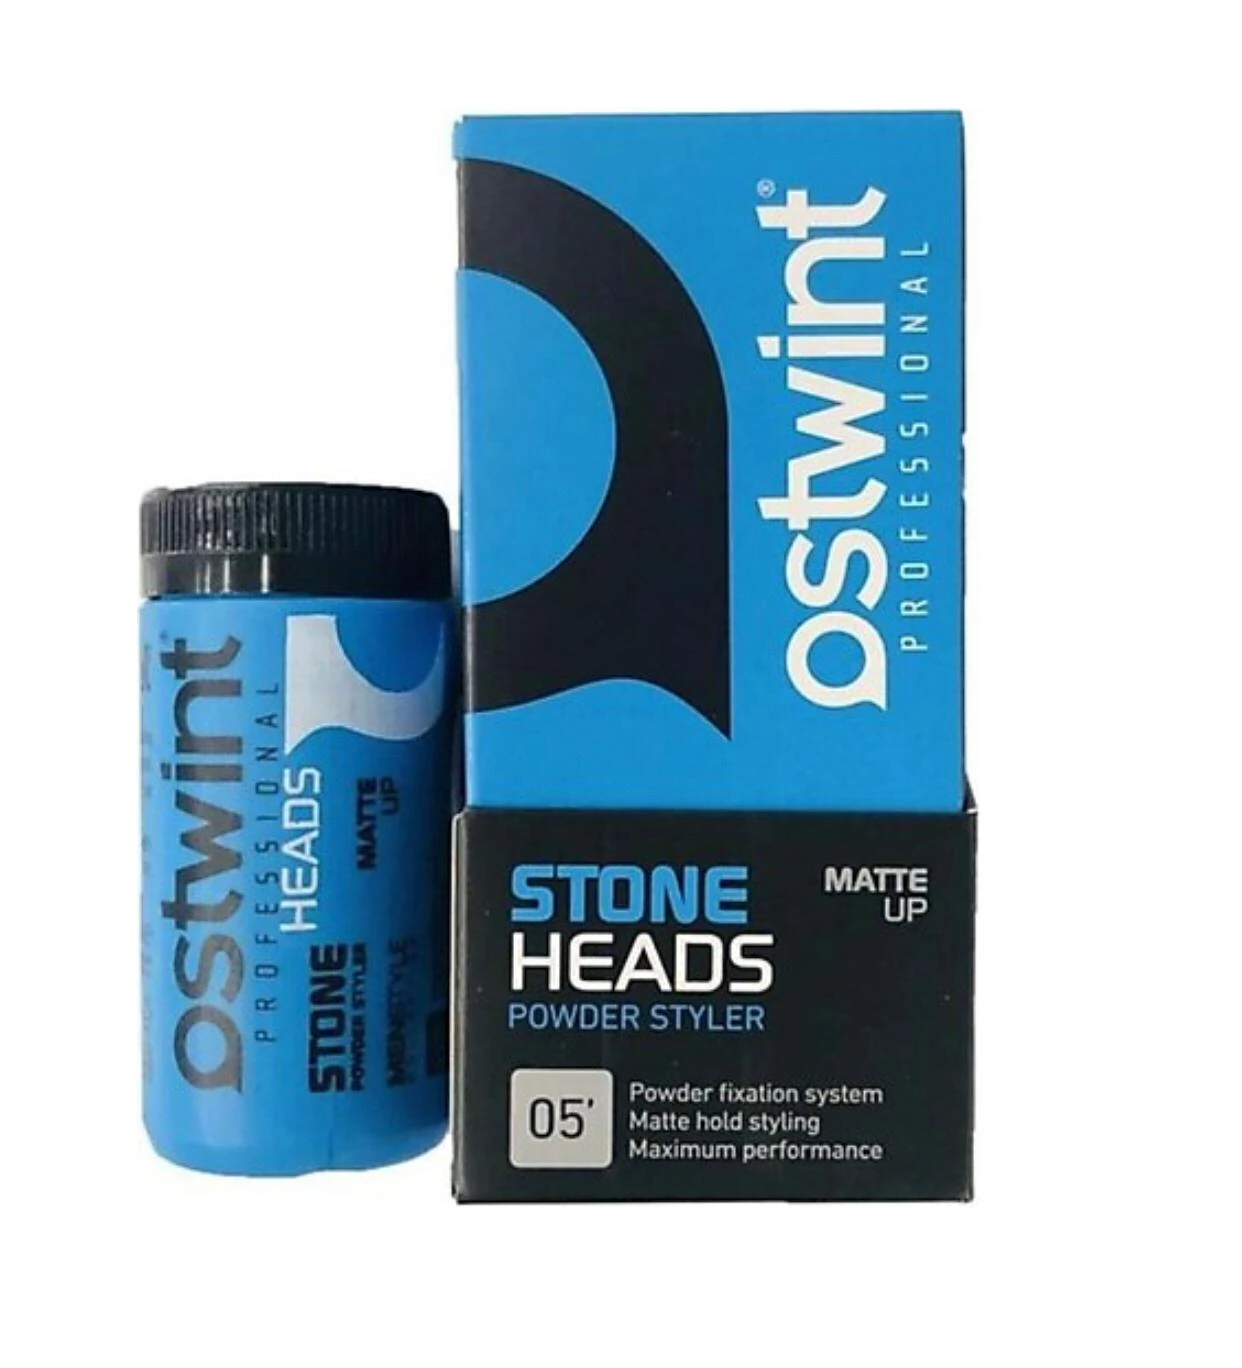 ostwint®
PROFESSIONAL
STONE
HEADS
POWDER STYLER
MATTE
UP
05'
Powder fixation system
Matte hold styling
Maximum performance
ostwint
PROFESSIONAL
STONE HEADS
POWDER STYLER
MATTE
UP
MENSTYLE